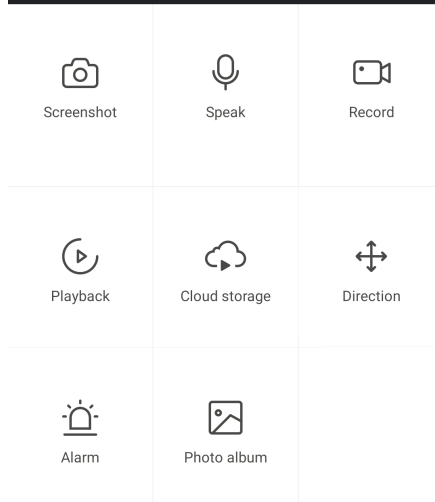 Screenshot
Speak
Record
Playback
Cloud storage
Direction
Alarm
Photo album